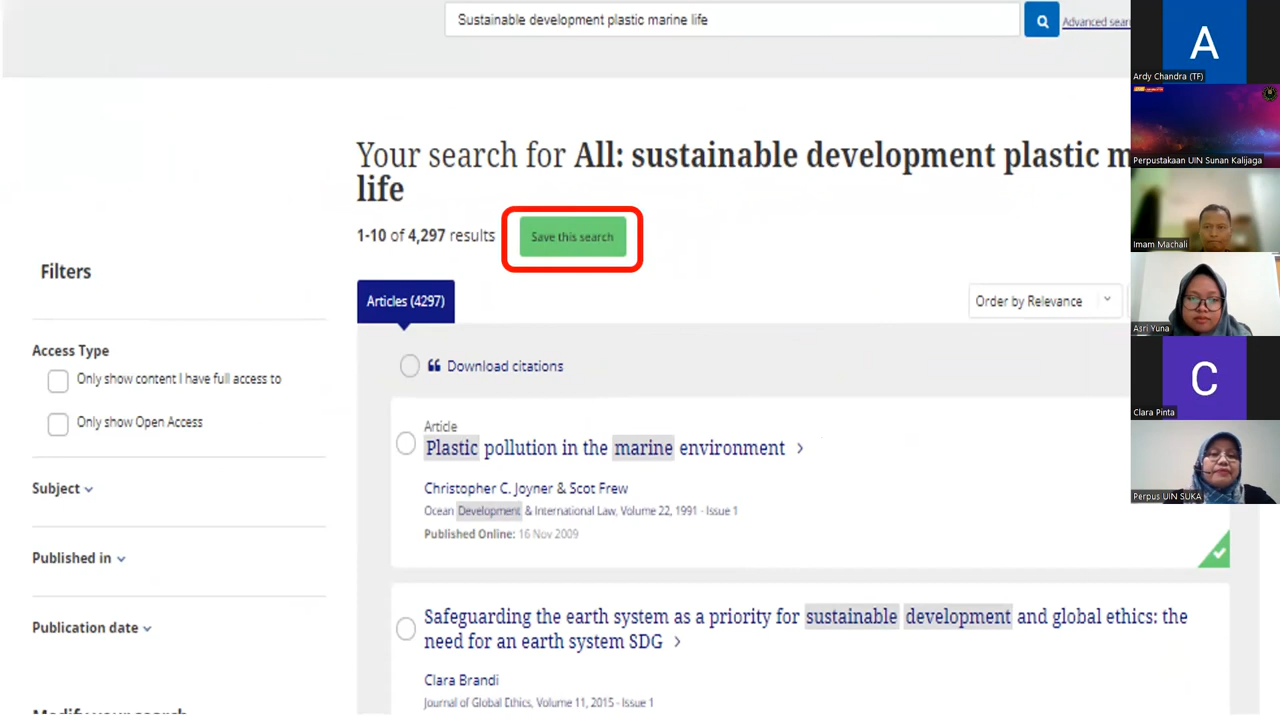 Sustainable development plastic marine life
Advanced sear
Your search for All: sustainable development plastic m
life
1-10 of 4,297 results
Save this search
Filters
Articles (4297)
Order by Relevance
Access Type
Only show content I have full access to
Only show Open Access
Subject
Published in
Publication date
Modify your search
Download citations
Article
Plastic pollution in the marine environment
Christopher C. Joyner & Scot Frew
Ocean Development & International Law, Volume 22, 1991 - Issue 1
Published Online: 16 Nov 2009
Safeguarding the earth system as a priority for sustainable development and global ethics: the
need for an earth system SDG
Clara Brandi
Journal of Global Ethics, Volume 11, 2015 - Issue 1
A
Ardy Chandra (TF)
Perpustakaan UIN Sunan Kalijaga
Imam Machali
Asri Yuna
C
Clara Pinta
Perpus UIN SUKA